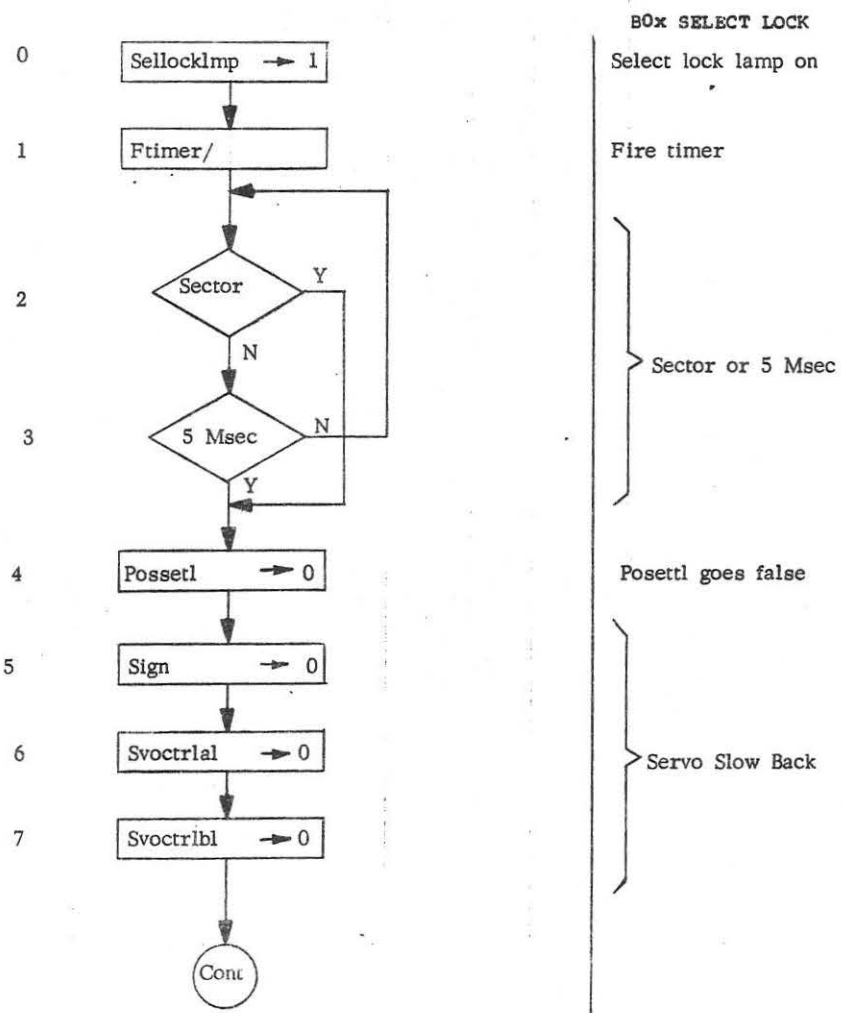 BOx SELECT LOCK
0 Sellocklmp → 1 Select lock lamp on
1 Ftimer/ Fire timer
2 Sector Y
N
Sector or 5 Msec
3 5 Msec N
Y
4 Possetl → 0 Posettl goes false
5 Sign → 0
6 Svoctrlal → 0 Servo Slow Back
7 Svoctrlbl → 0
Cont